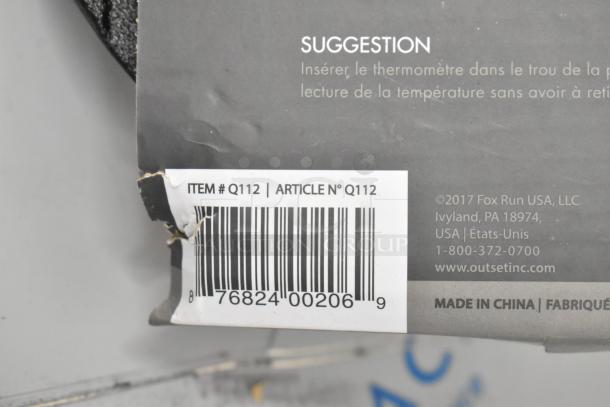 SUGGESTION
Insérer le thermomètre dans le trou de la
lecture de la température sans avoir à
ITEM # Q112 | ARTICLE N° Q112
8 76824 00206 9
©2017 Fox Run USA, LLC
Ivyland, PA 18974,
USA | États-Unis
1-800-372-0700
www.outsetinc.com
MADE IN CHINA | FABRIQUÉ
AUCTION GROUP